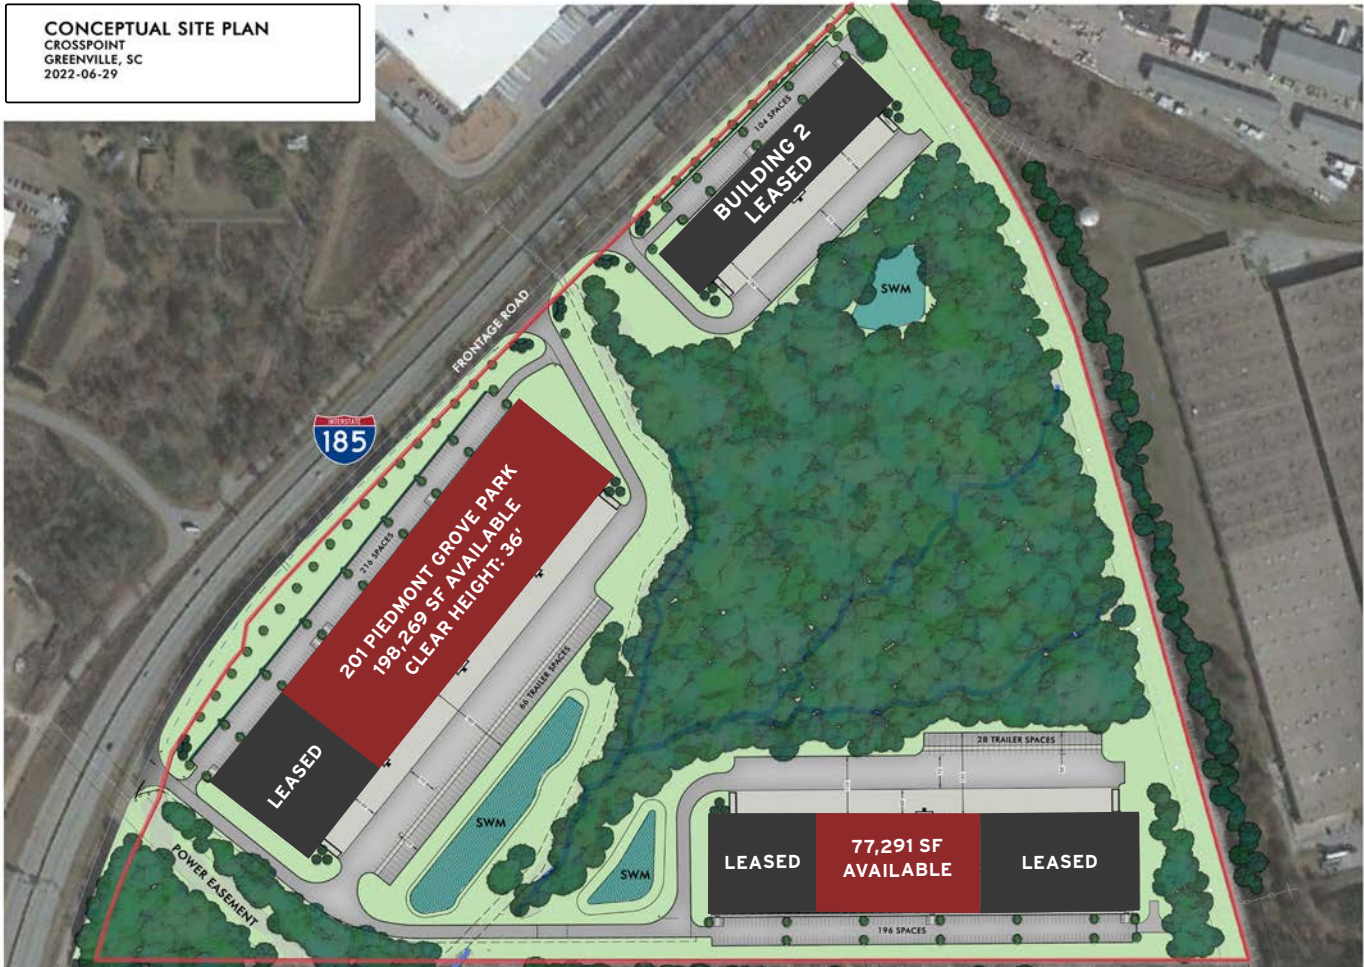 CONCEPTUAL SITE PLAN
CROSSPOINT
GREENVILLE, SC
2022-06-29
104 SPACES
BUILDING 2
LEASED
SWM
FRONTAGE ROAD
INTERSTATE
185
216 SPACES
201 PIEDMONT GROVE PARK
198,269 SF AVAILABLE
CLEAR HEIGHT: 36'
66 TRAILER SPACES
LEASED
28 TRAILER SPACES
SWM
SWM
POWER EASEMENT
LEASED
77,291 SF
AVAILABLE
LEASED
196 SPACES